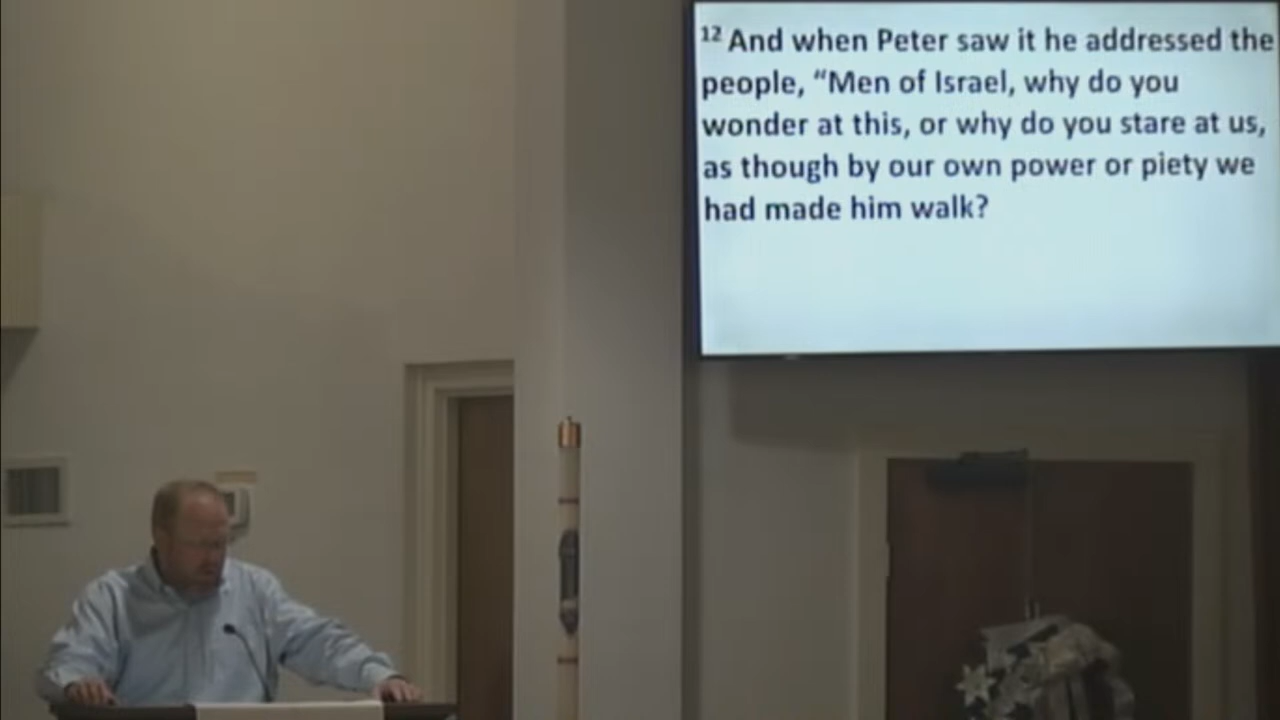 12 And when Peter saw it he addressed the
people, “Men of Israel, why do you
wonder at this, or why do you stare at us,
as though by our own power or piety we
had made him walk?